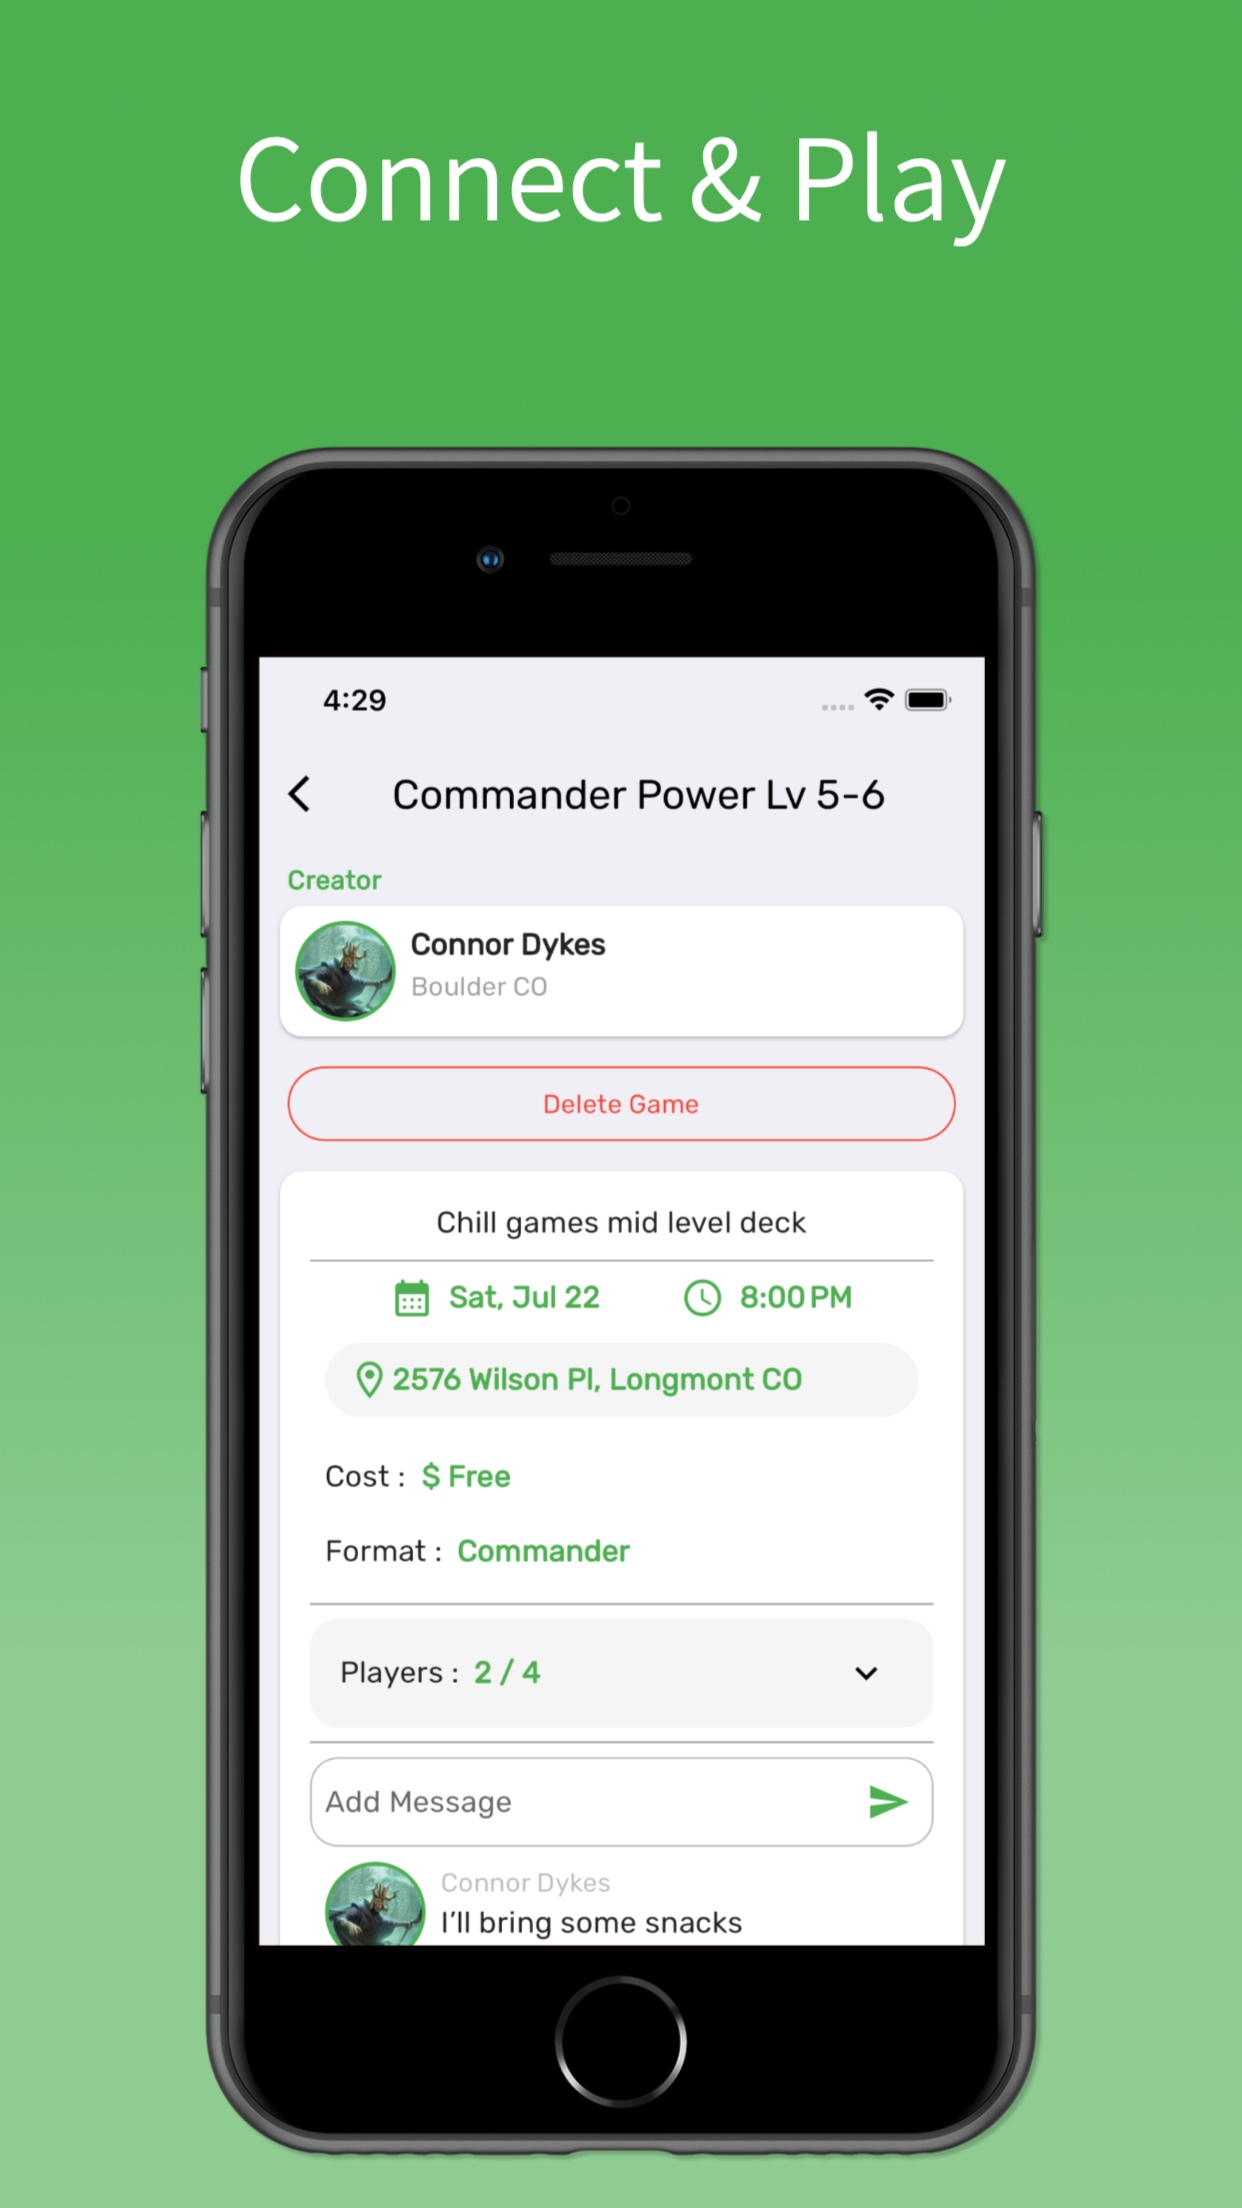 Connect & Play
4:29
Commander Power Lv 5-6
Creator
Connor Dykes
Boulder CO
Delete Game
Chill games mid level deck
Sat, Jul 22 8:00 PM
2576 Wilson Pl, Longmont CO
Cost : $ Free
Format : Commander
Players : 2 / 4
Add Message
Connor Dykes
I'll bring some snacks